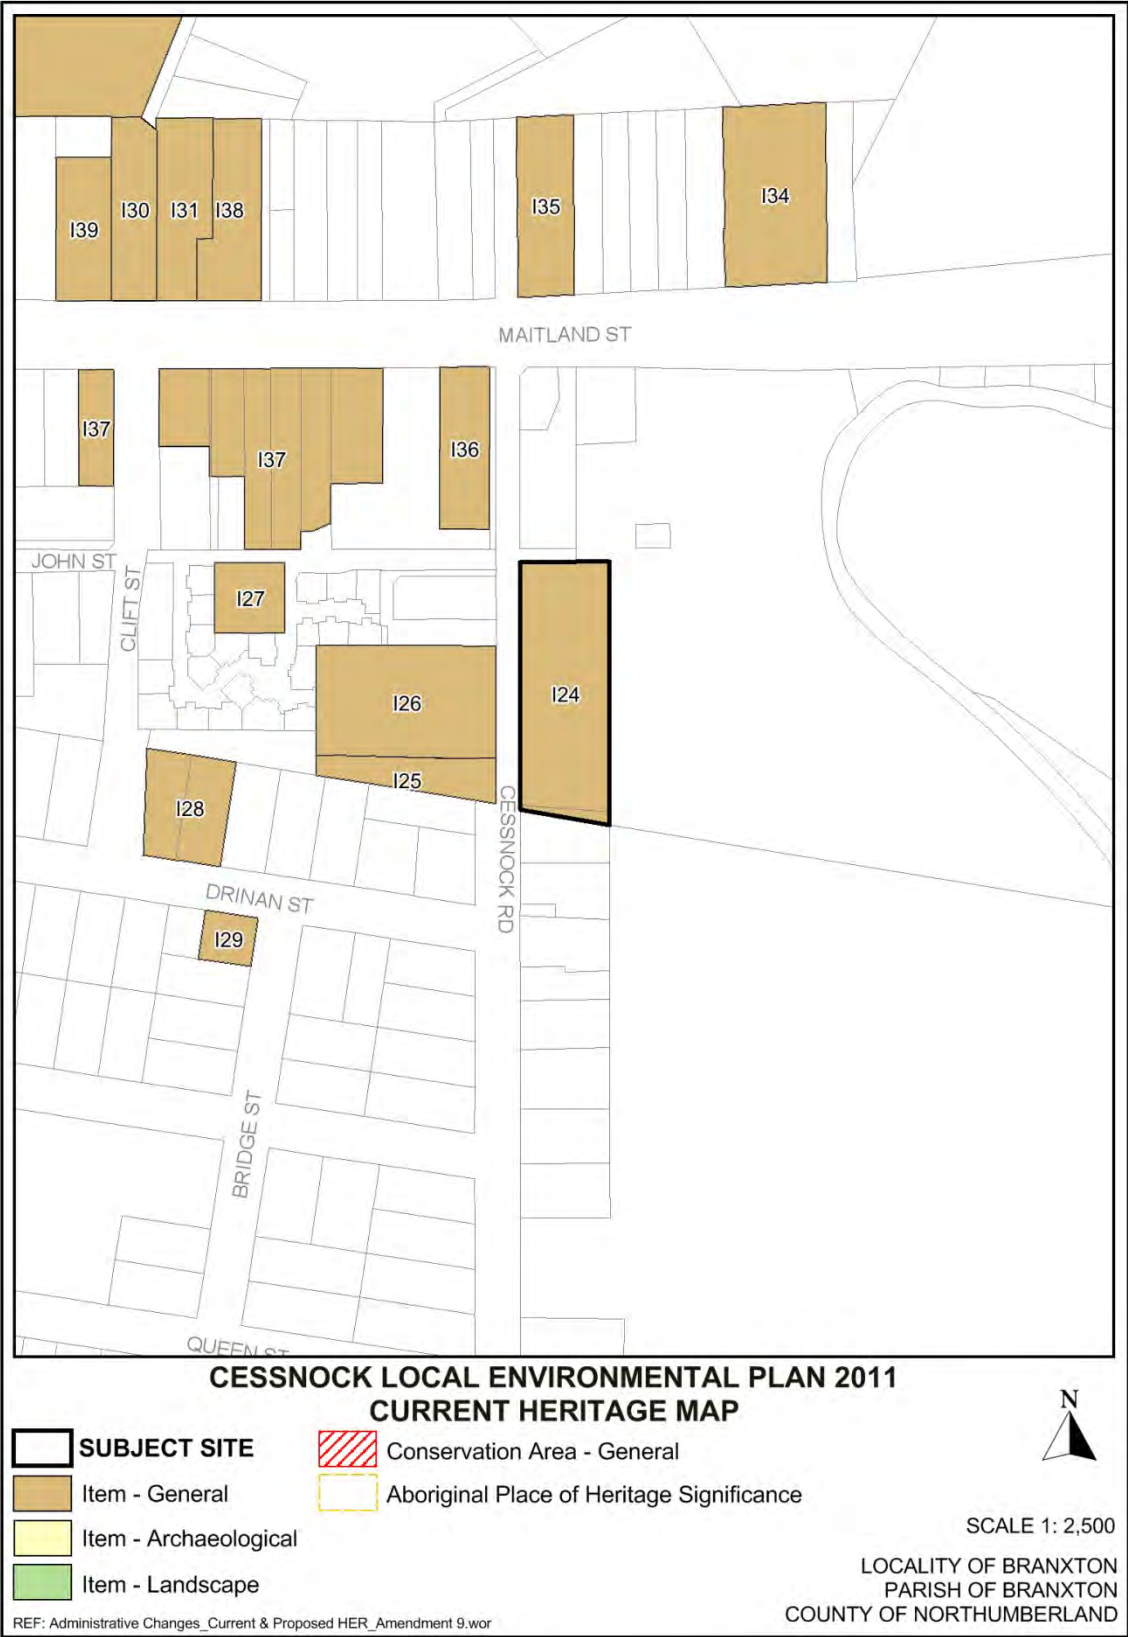 I39
I30
I31
I38
I35
I34
MAITLAND ST
I37
I37
I36
JOHN ST
CLIFT ST
I27
I26
I24
I25
I28
CESSNOCK RD
DRINAN ST
I29
BRIDGE ST
QUEEN ST
CESSNOCK LOCAL ENVIRONMENTAL PLAN 2011
CURRENT HERITAGE MAP
N
SUBJECT SITE
Conservation Area - General
Item - General
Aboriginal Place of Heritage Significance
Item - Archaeological
Item - Landscape
SCALE 1: 2,500
LOCALITY OF BRANXTON
PARISH OF BRANXTON
COUNTY OF NORTHUMBERLAND
REF: Administrative Changes_Current & Proposed HER_Amendment 9.wor